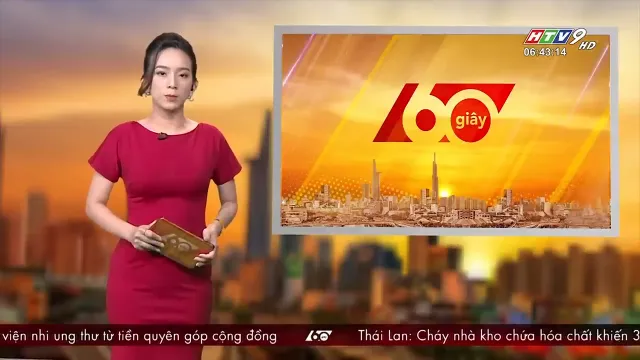 HTV9 HD
06:43:14
60 giây
viện nhi ung thư từ tiền quyên góp cộng đồng 60 Thái Lan: Cháy nhà kho chứa hóa chất khiến 3